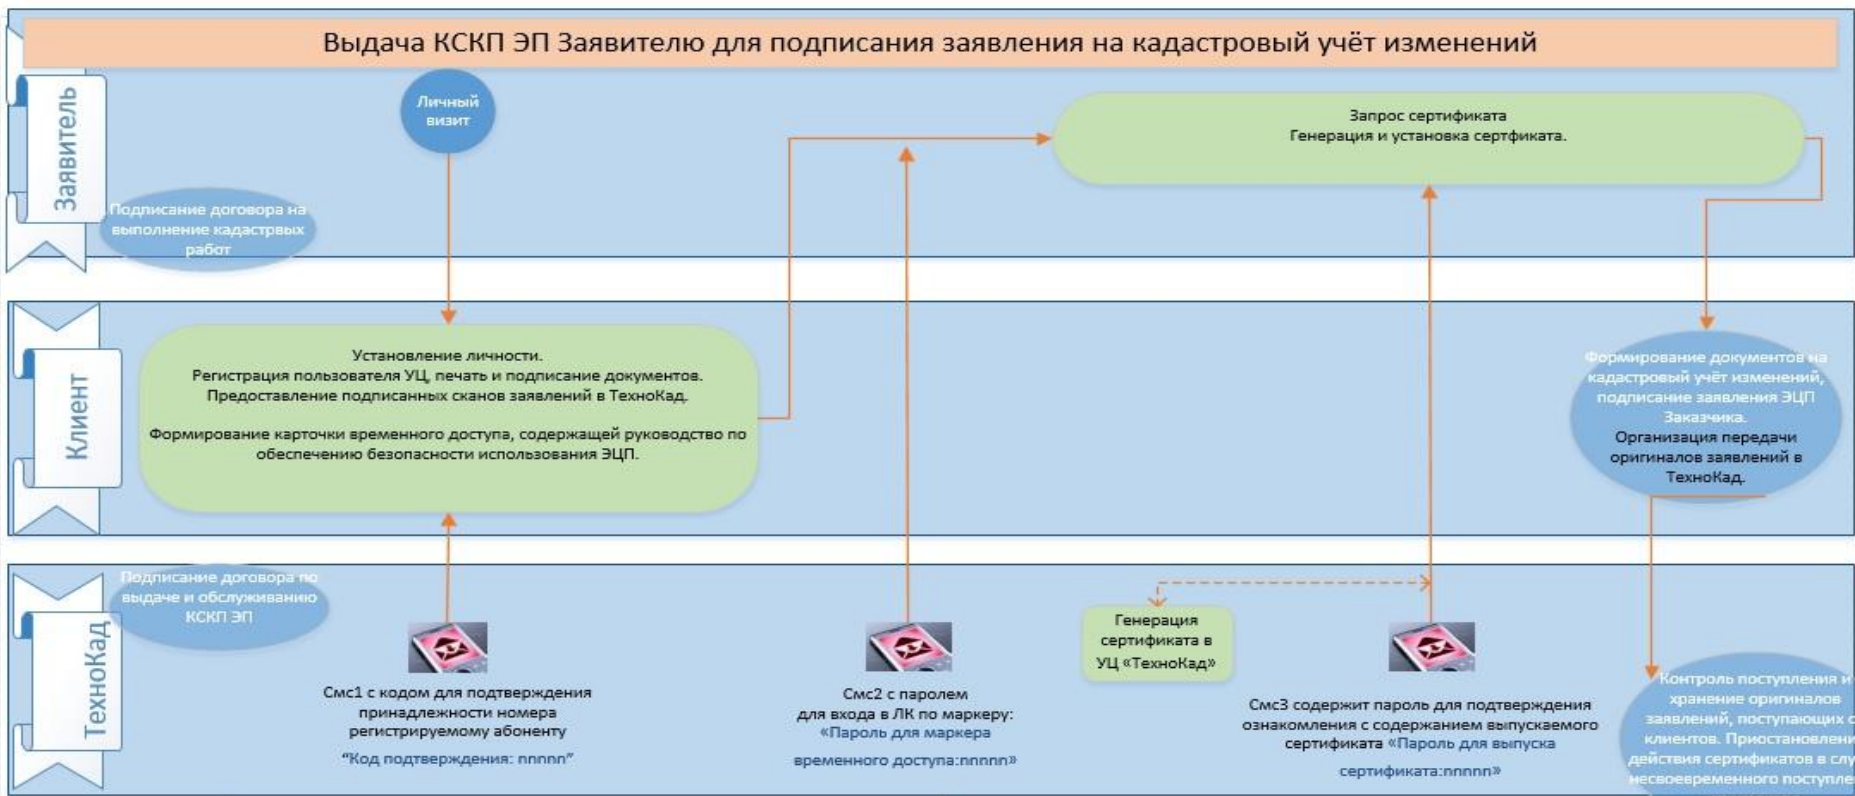 Выдача КСКП ЭП Заявителю для подписания заявления на кадастровый учёт изменений
Заявитель
Личный
визит
Подписание договора на
выполнение кадастрвых
работ
Запрос сертификата
Генерация и установка сертфиката.
Клиент
Установление личности.
Регистрация пользователя УЦ, печать и подписание документов.
Предоставление подписанных сканов заявлений в ТехноКад.
Формирование карточки временного доступа, содержащей руководство по
обеспечению безопасности использования ЭЦП.
Формирование документов на
кадастровый учёт изменений,
подписание заявления ЭЦП
Заказчика.
Организация передачи
оригиналов заявлений в
ТехноКад.
ТехноКад
Подписание договора по
выдаче и обслуживанию
КСКП ЭП
Смс1 с кодом для подтверждения
принадлежности номера
регистрируемому абоненту
“Код подтверждения: nnnnn”
Смс2 с паролем
для входа в ЛК по маркеру:
«Пароль для маркера
временного доступа:nnnnn»
Генерация
сертификата в
УЦ «ТехноКад»
Смс3 содержит пароль для подтверждения
ознакомления с содержанием выпускаемого
сертификата «Пароль для выпуска
сертификата:nnnnn»
Контроль поступления и
хранение оригиналов
заявлений, поступающих
клиентов. Приостановлени
действия сертификатов в слу
несвоевременного поступле